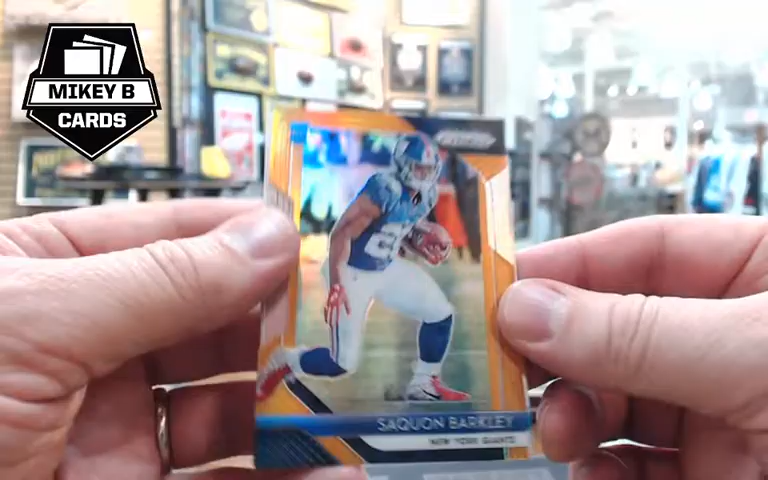 MIKEY B
CARDS
PRIZM
SAQUON BARKLEY
NEW YORK GIANTS